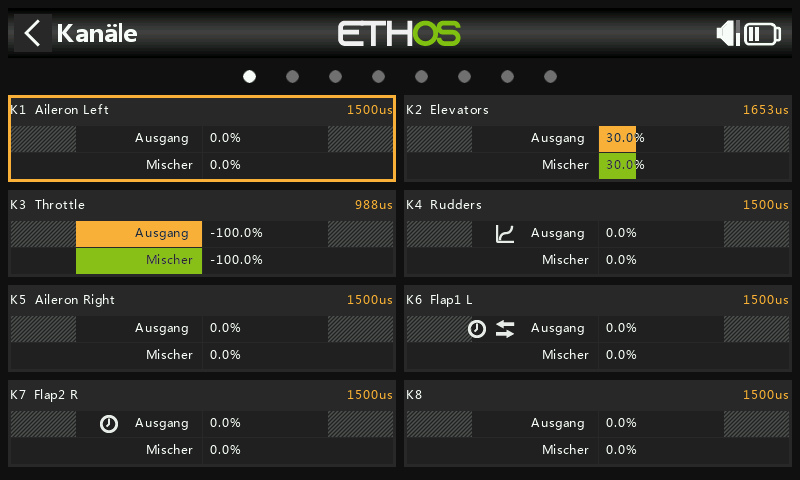 Kanäle
ETHOS
K1 Aileron Left 1500us
Ausgang 0.0%
Mischer 0.0%
K2 Elevators 1653us
Ausgang 30.0%
Mischer 30.0%
K3 Throttle 988us
Ausgang -100.0%
Mischer -100.0%
K4 Rudders 1500us
Ausgang 0.0%
Mischer 0.0%
K5 Aileron Right 1500us
Ausgang 0.0%
Mischer 0.0%
K6 Flap1 L 1500us
Ausgang 0.0%
Mischer 0.0%
K7 Flap2 R 1500us
Ausgang 0.0%
Mischer 0.0%
K8 1500us
Ausgang 0.0%
Mischer 0.0%